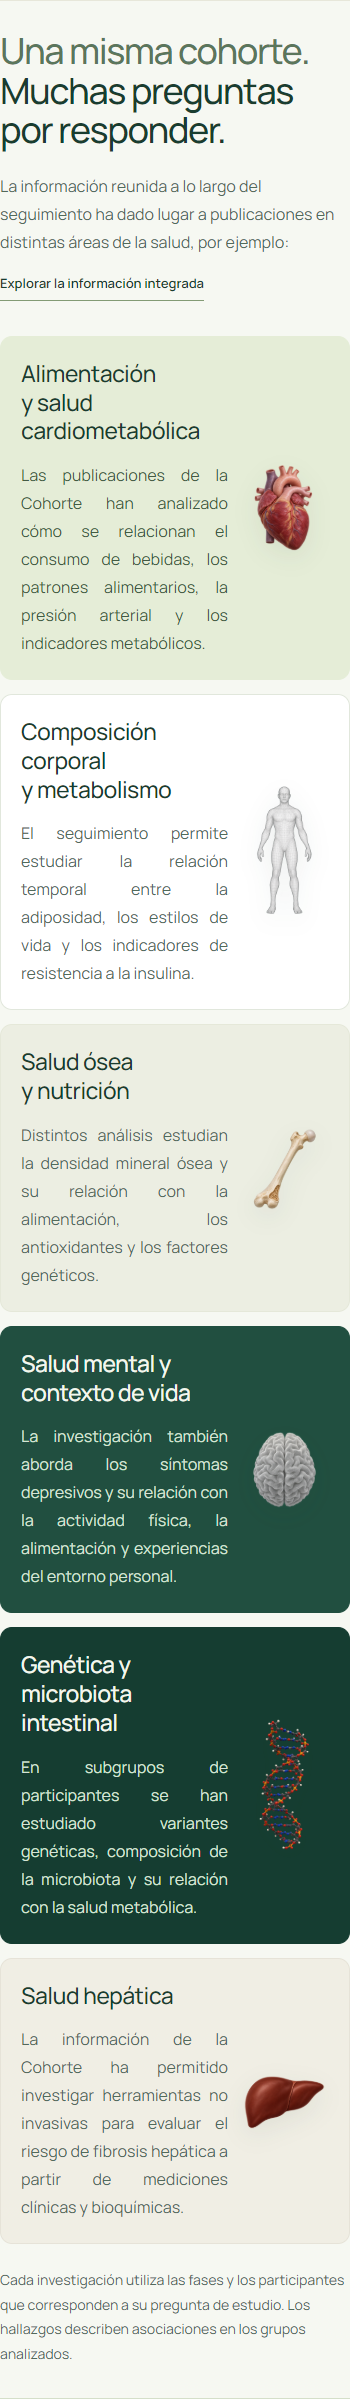 Una misma cohorte.
Muchas preguntas
por responder.
La información reunida a lo largo del
seguimiento ha dado lugar a publicaciones en
distintas áreas de la salud, por ejemplo:
Explorar la información integrada
Alimentación
y salud
cardiometabólica
Las publicaciones de la
Cohorte han analizado
cómo se relacionan el
consumo de bebidas, los
patrones alimentarios, la
presión arterial y los
indicadores metabólicos.
Composición
corporal
y metabolismo
El seguimiento permite
estudiar la relación
temporal entre la
adiposidad, los estilos de
vida y los indicadores de
resistencia a la insulina.
Salud ósea
y nutrición
Distintos análisis estudian
la densidad mineral ósea y
su relación con la
alimentación, los
antioxidantes y los factores
genéticos.
Salud mental y
contexto de vida
La investigación también
aborda los síntomas
depresivos y su relación con
la actividad física, la
alimentación y experiencias
del entorno personal.
Genética y
microbiota
intestinal
En subgrupos de
participantes se han
estudiado variantes
genéticas, composición de
la microbiota y su relación
con la salud metabólica.
Salud hepática
La información de la
Cohorte ha permitido
investigar herramientas no
invasivas para evaluar el
riesgo de fibrosis hepática a
partir de mediciones
clínicas y bioquímicas.
Cada investigación utiliza las fases y los participantes
que corresponden a su pregunta de estudio. Los
hallazgos describen asociaciones en los grupos
analizados.